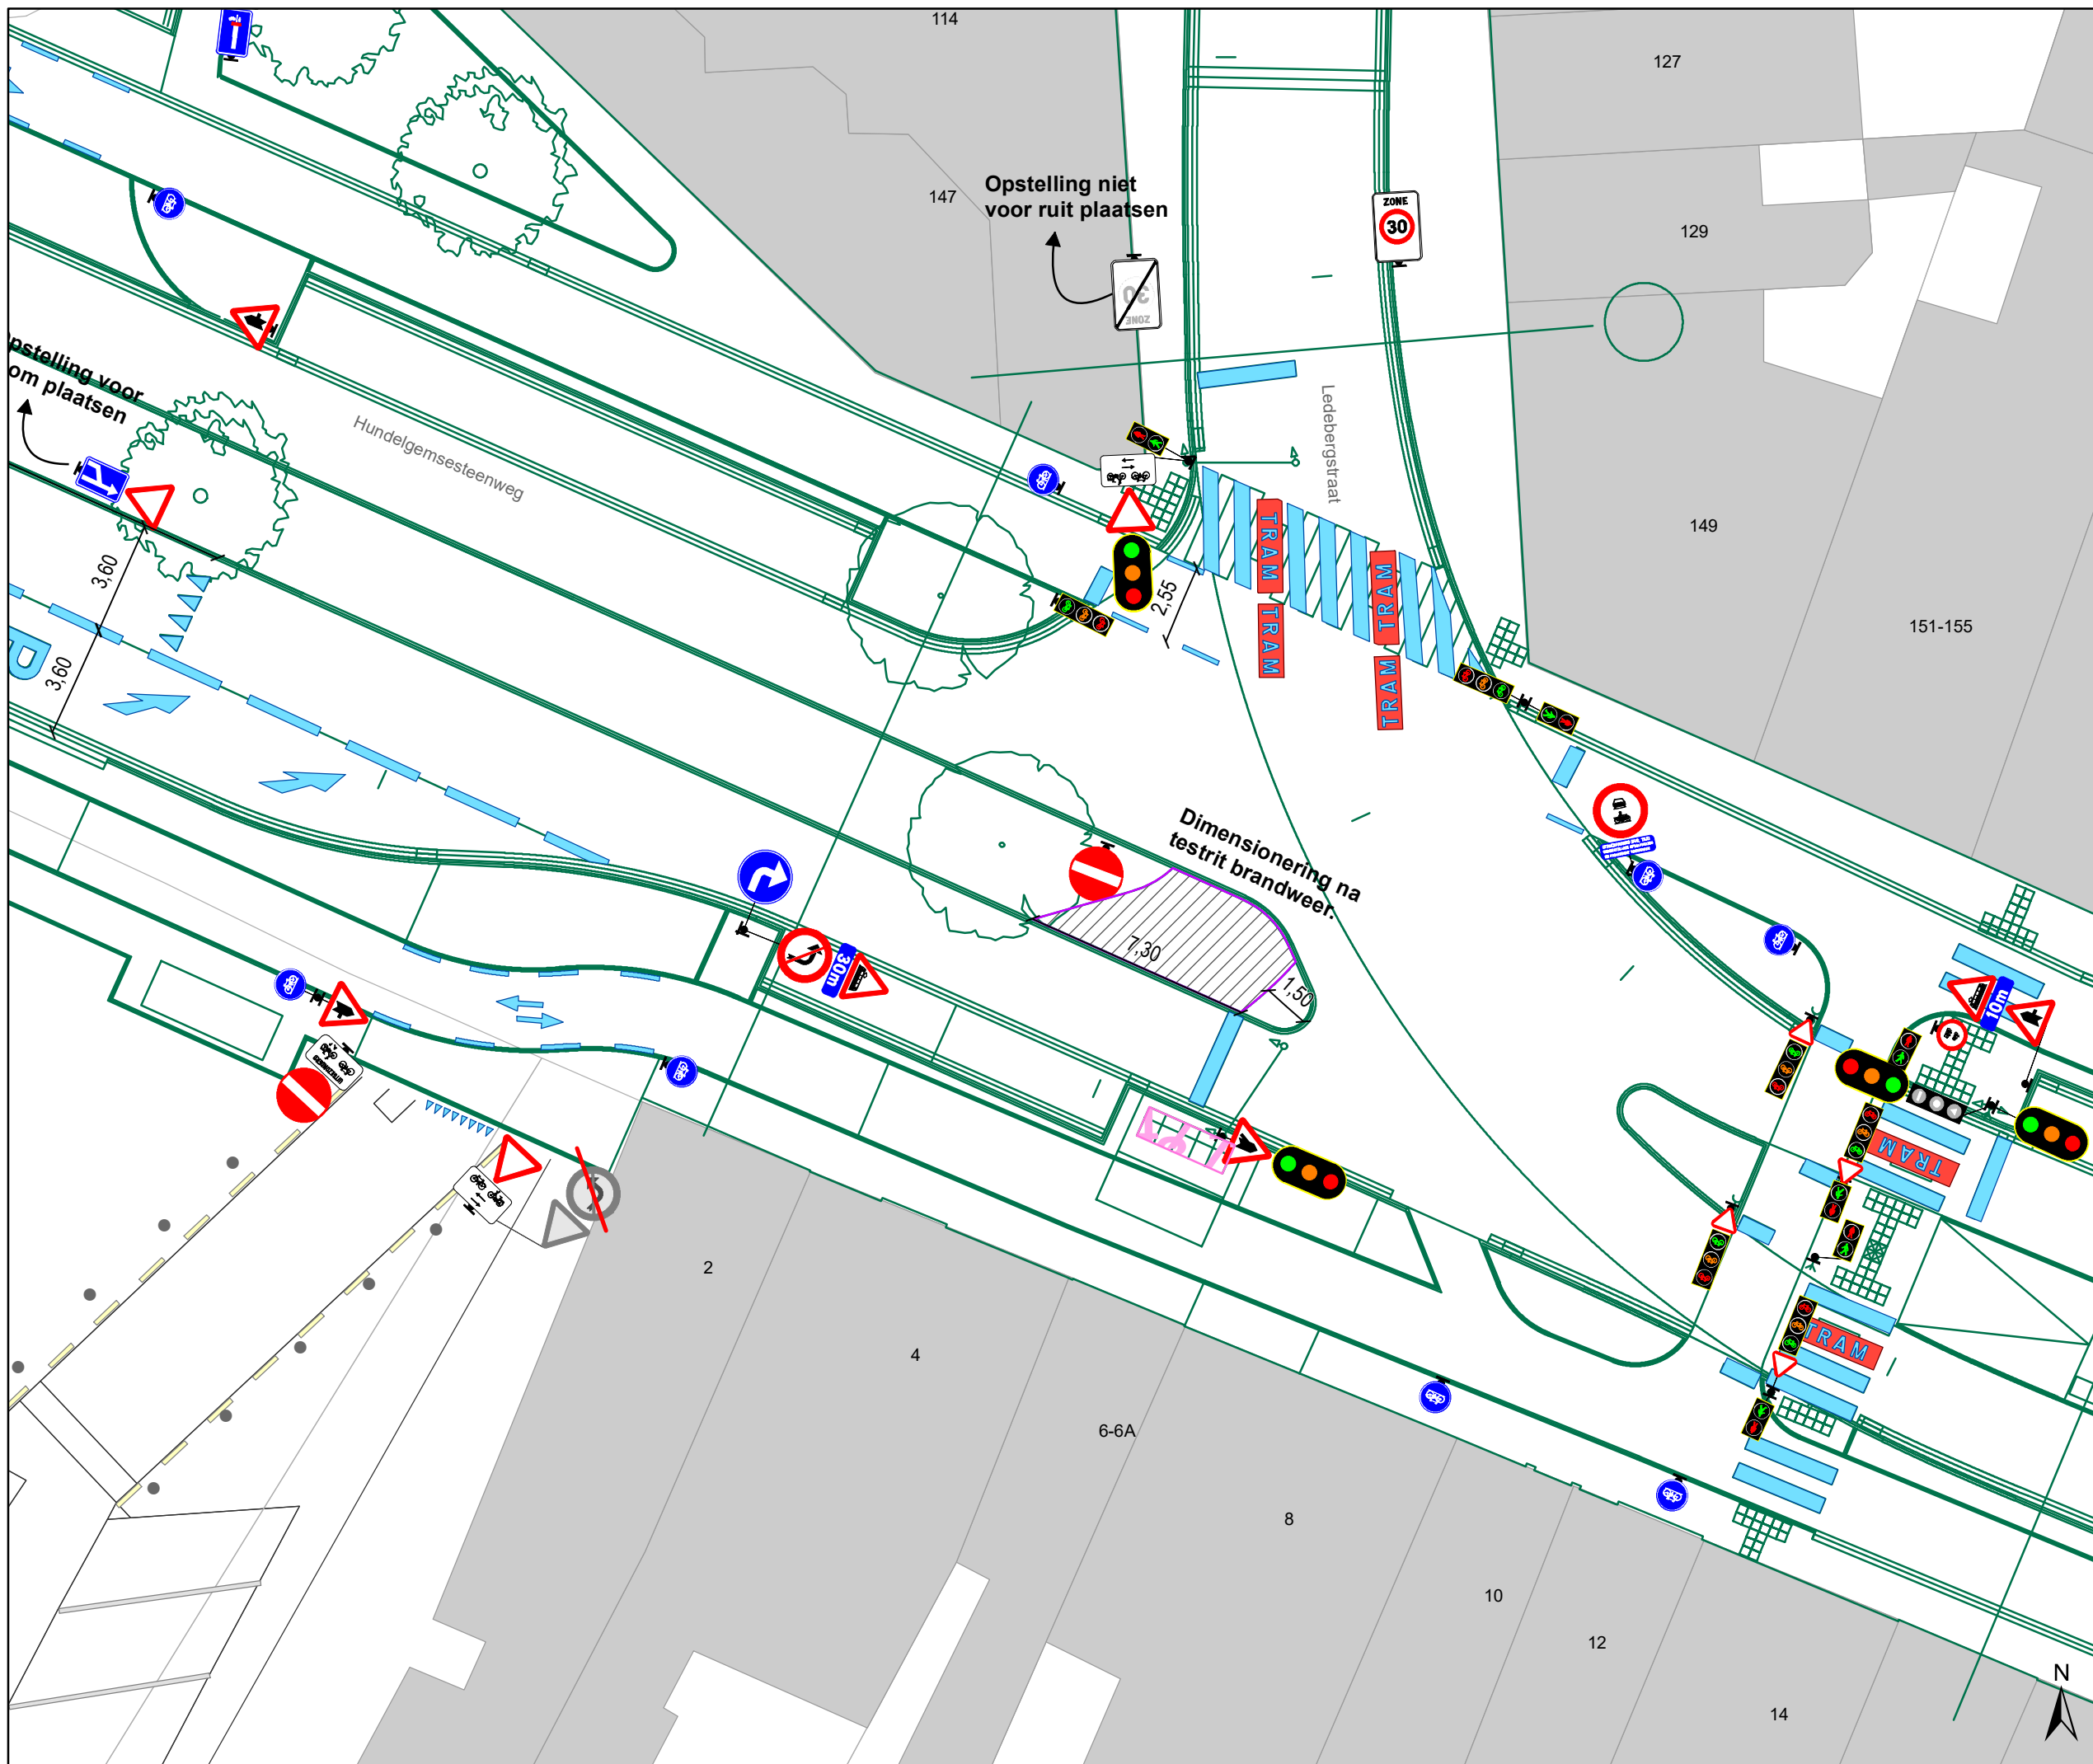 114
127
147
Opstelling niet
voor ruit plaatsen
ZONE
30
129
30
ZONE
pstelling voor
om plaatsen
Hundelgemsesteenweg
Ledebergstraat
149
TRAM
TRAM
TRAM
TRAM
3,60
3,60
2,55
151-155
Dimensionering na
testrit brandweer.
7,30
1,50
30m
10m
TRAM
TRAM
2
4
6-6A
8
10
12
14
N